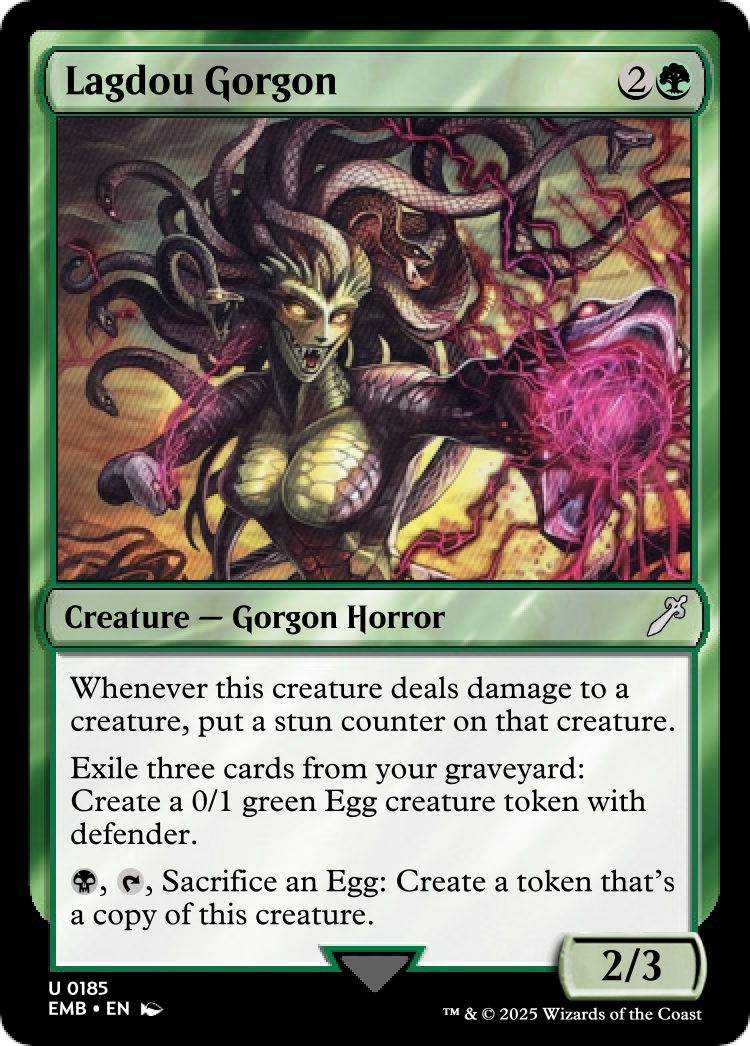 Lagdou Gorgon 2
Creature — Gorgon Horror
Whenever this creature deals damage to a
creature, put a stun counter on that creature.
Exile three cards from your graveyard:
Create a 0/1 green Egg creature token with
defender.
, , Sacrifice an Egg: Create a token that's
a copy of this creature.
2/3
U 0185
EMB • EN
™ & © 2025 Wizards of the Coast